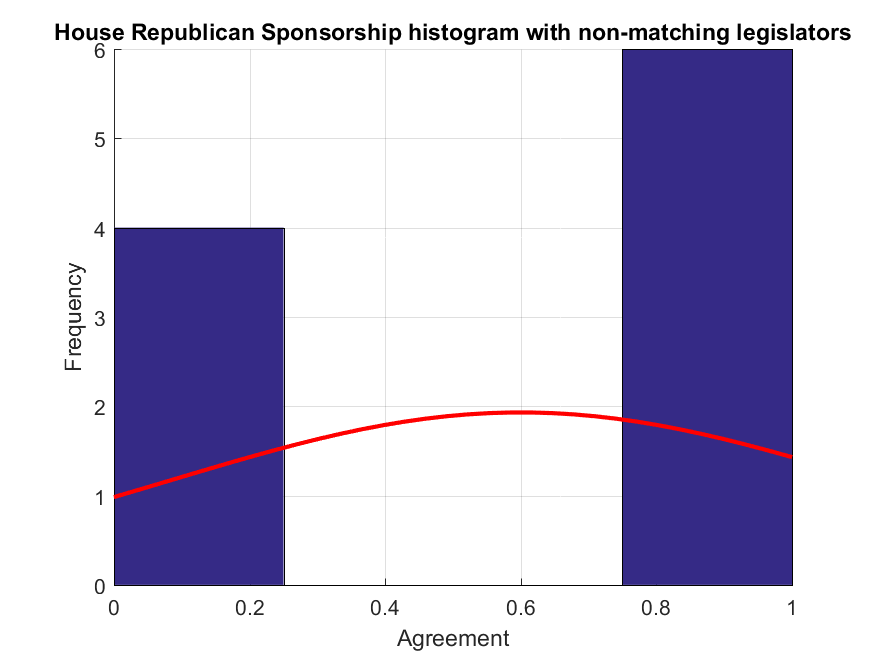 House Republican Sponsorship histogram with non-matching legislators
6
5
4
3
2
1
0
Frequency
0 0.2 0.4 0.6 0.8 1
Agreement